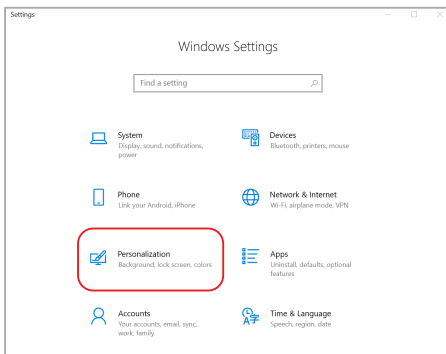 Settings
Windows Settings
Find a setting
System
Display, sound, notifications,
power
Devices
Bluetooth, printers, mouse
Phone
Link your Android, iPhone
Network & Internet
Wi-Fi, airplane mode, VPN
Personalization
Background, lock screen, colors
Apps
Uninstall, defaults, optional
features
Accounts
Your accounts, email, sync,
work, family
Time & Language
Speech, region, date